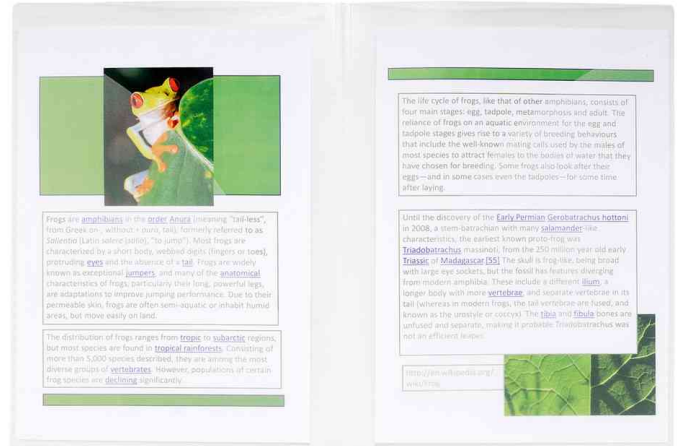 Frogs are amphibians in the order Anura (meaning "tail-less",
from Greek an-, without + oura, tail), formerly referred to as
Salientia (Latin salere (salio), "to jump"). Most frogs are
characterized by a short body, webbed digits (fingers or toes),
protruding eyes and the absence of a tail. Frogs are widely
known as exceptional jumpers, and many of the anatomical
characteristics of frogs, particularly their long, powerful legs,
are adaptations to improve jumping performance. Due to their
permeable skin, frogs are often semi-aquatic or inhabit humid
areas, but move easily on land.
The distribution of frogs ranges from tropic to subarctic regions,
but most species are found in tropical rainforests. Consisting of
more than 5,000 species described, they are among the most
diverse groups of vertebrates. However, populations of certain
frog species are declining significantly.
The life cycle of frogs, like that of other amphibians, consists of
four main stages: egg, tadpole, metamorphosis and adult. The
reliance of frogs on an aquatic environment for the egg and
tadpole stages gives rise to a variety of breeding behaviours
that include the well-known mating calls used by the males of
most species to attract females to the bodies of water that they
have chosen for breeding. Some frogs also look after their
eggs—and in some cases even the tadpoles—for some time
after laying.
Until the discovery of the Early Permian Gerobatrachus hottoni
in 2008, a stem-batrachian with many salamander-like
characteristics, the earliest known proto-frog was
Triadobatrachus massinoti, from the 250 million year old early
Triassic of Madagascar.[55] The skull is frog-like, being broad
with large eye sockets, but the fossil has features diverging
from modern amphibia. These include a different ilium, a
longer body with more vertebrae, and separate vertebrae in its
tail (whereas in modern frogs, the tail vertebrae are fused, and
known as the urostyle or coccyx). The tibia and fibula bones are
unfused and separate, making it probable Triadobatrachus was
not an efficient leaper.
http://en.wikipedia.org/
wiki/Frog